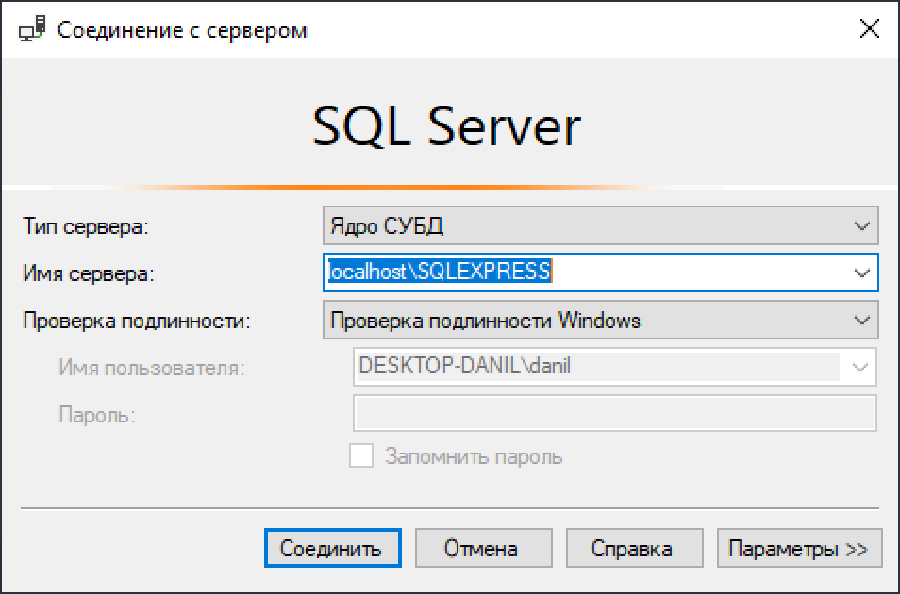 Соединение с сервером
SQL Server
Тип сервера: Ядро СУБД
Имя сервера: localhost\SQLEXPRESS
Проверка подлинности: Проверка подлинности Windows
Имя пользователя: DESKTOP-DANIL\danil
Пароль:
Запомнить пароль
Соединить Отмена Справка Параметры >>